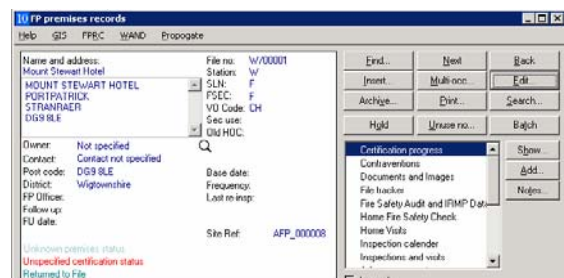 10 FP premises records
Help GIS FPRC WAND Propogate
Name and address:
Mount Stewart Hotel
MOUNT STEWART HOTEL
PORTPATRICK
STRANRAER
DG9 8LE
File no: W/00001
Station: W
SLN: F
FSEC: F
VO Code: CH
Sec use:
Old HOC:
Owner: Not specified
Contact: Contact not specified
Post code: DG9 8LE
District: Wigtownshire
FP Officer:
Follow up:
FU date:
Base date:
Frequency:
Last re-insp:
Site Ref: AFP_000008
Unknown premises status
Unspecified certification status
Returned to File
Find... Next Back
Insert... Multi-occ... Edit...
Archive... Print... Search...
Hold Unuse no... Batch
Certification progress
Contraventions
Documents and Images
File tracker
Fire Safety Audit and IRMP Data
Home Fire Safety Check
Home Visits
Inspection calender
Inspections and visits
Show...
Add...
Notes...